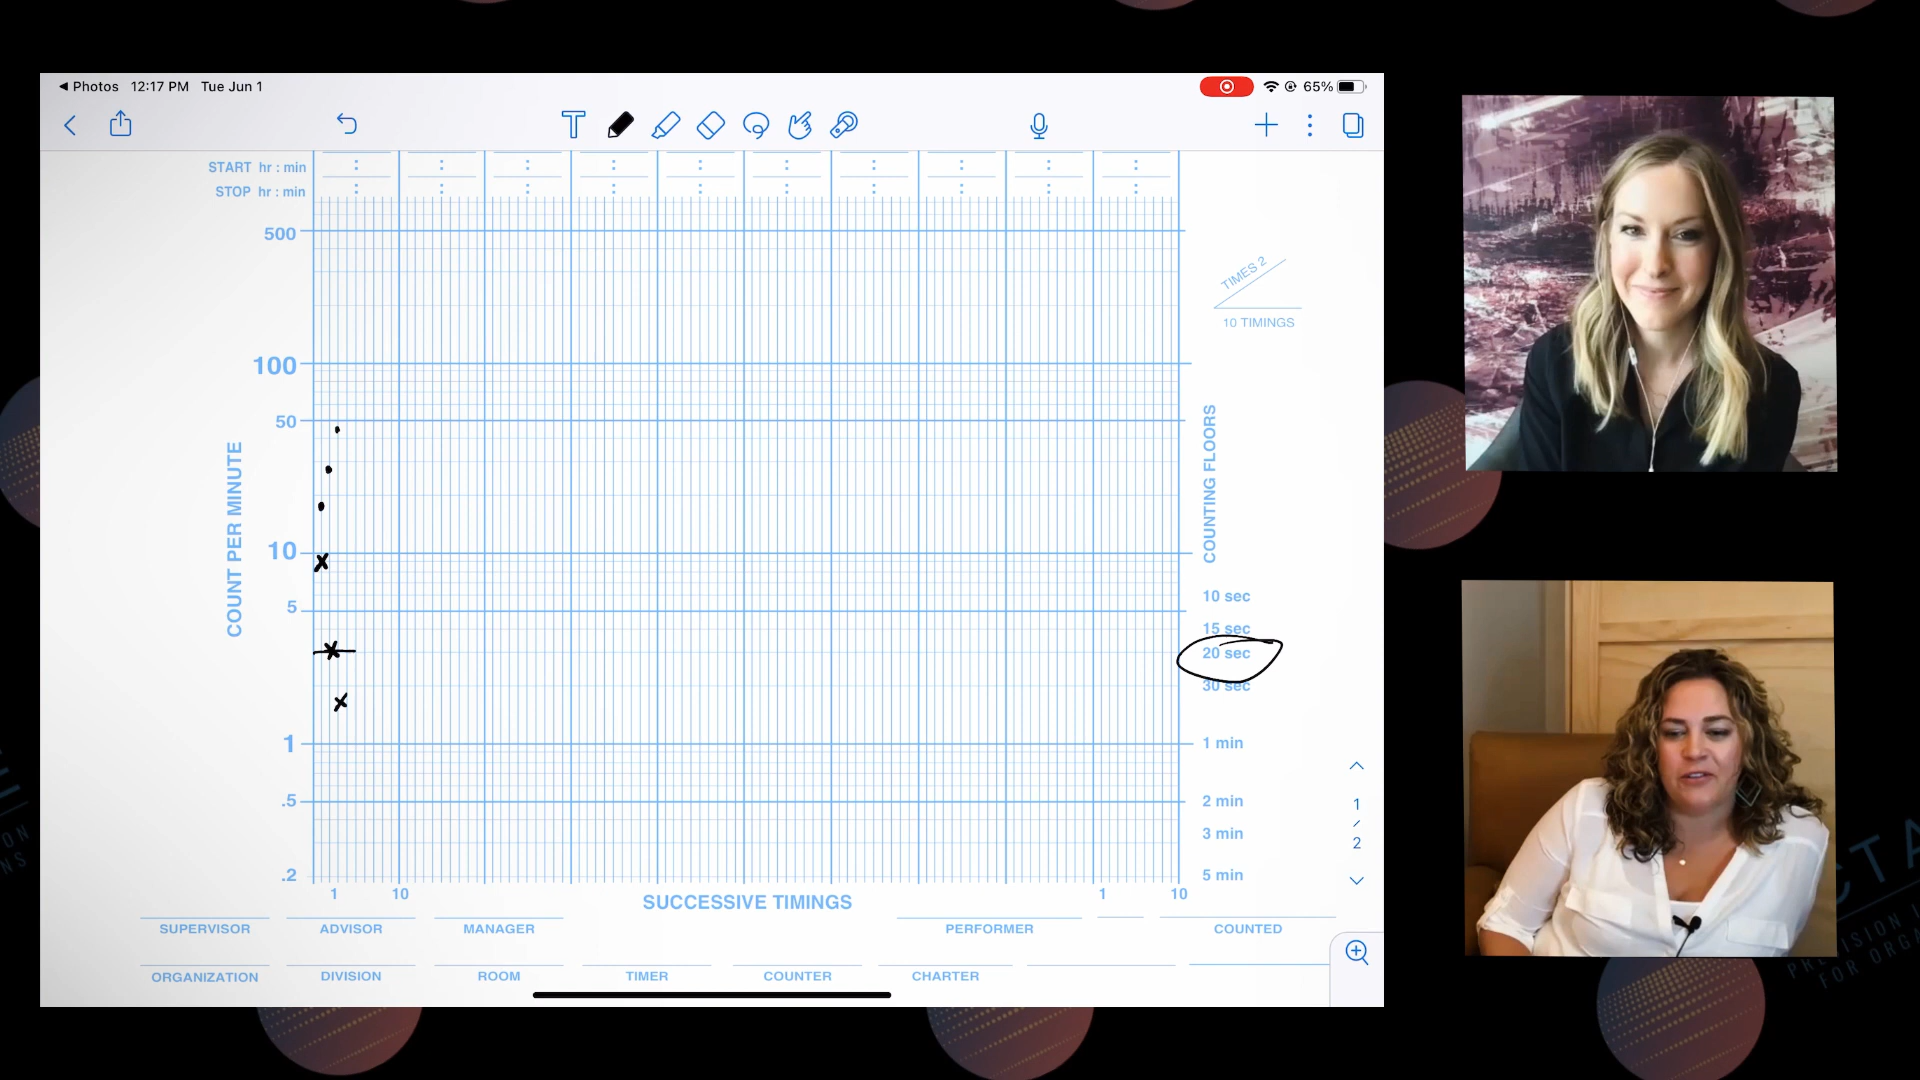 Photos 12:17 PM Tue Jun 1
65%
START hr : min
STOP hr : min
500
100
50
10
5
1
.5
.2
COUNT PER MINUTE
TIMES 2
10 TIMINGS
COUNTING FLOORS
10 sec
15 sec
20 sec
30 sec
1 min
2 min
3 min
5 min
1
2
1 10 1 10
SUCCESSIVE TIMINGS
SUPERVISOR ADVISOR MANAGER PERFORMER COUNTED
ORGANIZATION DIVISION ROOM TIMER COUNTER CHARTER